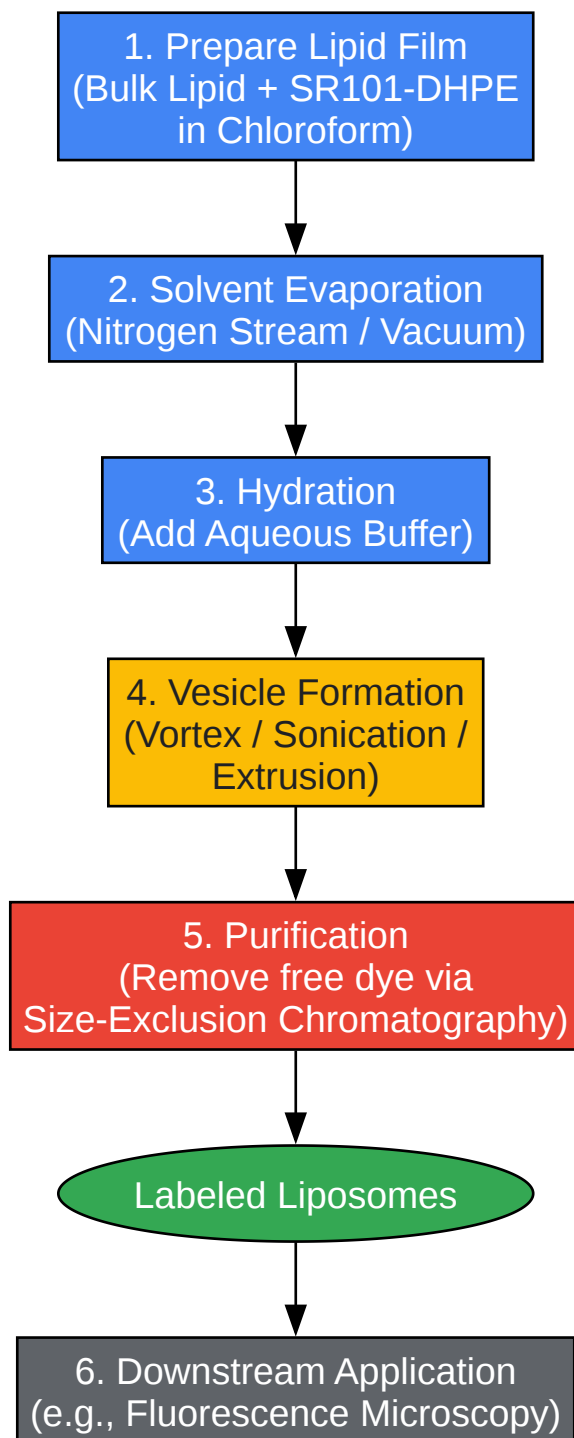 1. Prepare Lipid Film
(Bulk Lipid + SR101-DHPE
in Chloroform)
2. Solvent Evaporation
(Nitrogen Stream / Vacuum)
3. Hydration
(Add Aqueous Buffer)
4. Vesicle Formation
(Vortex / Sonication /
Extrusion)
5. Purification
(Remove free dye via
Size-Exclusion Chromatography)
Labeled Liposomes
6. Downstream Application
(e.g., Fluorescence Microscopy)